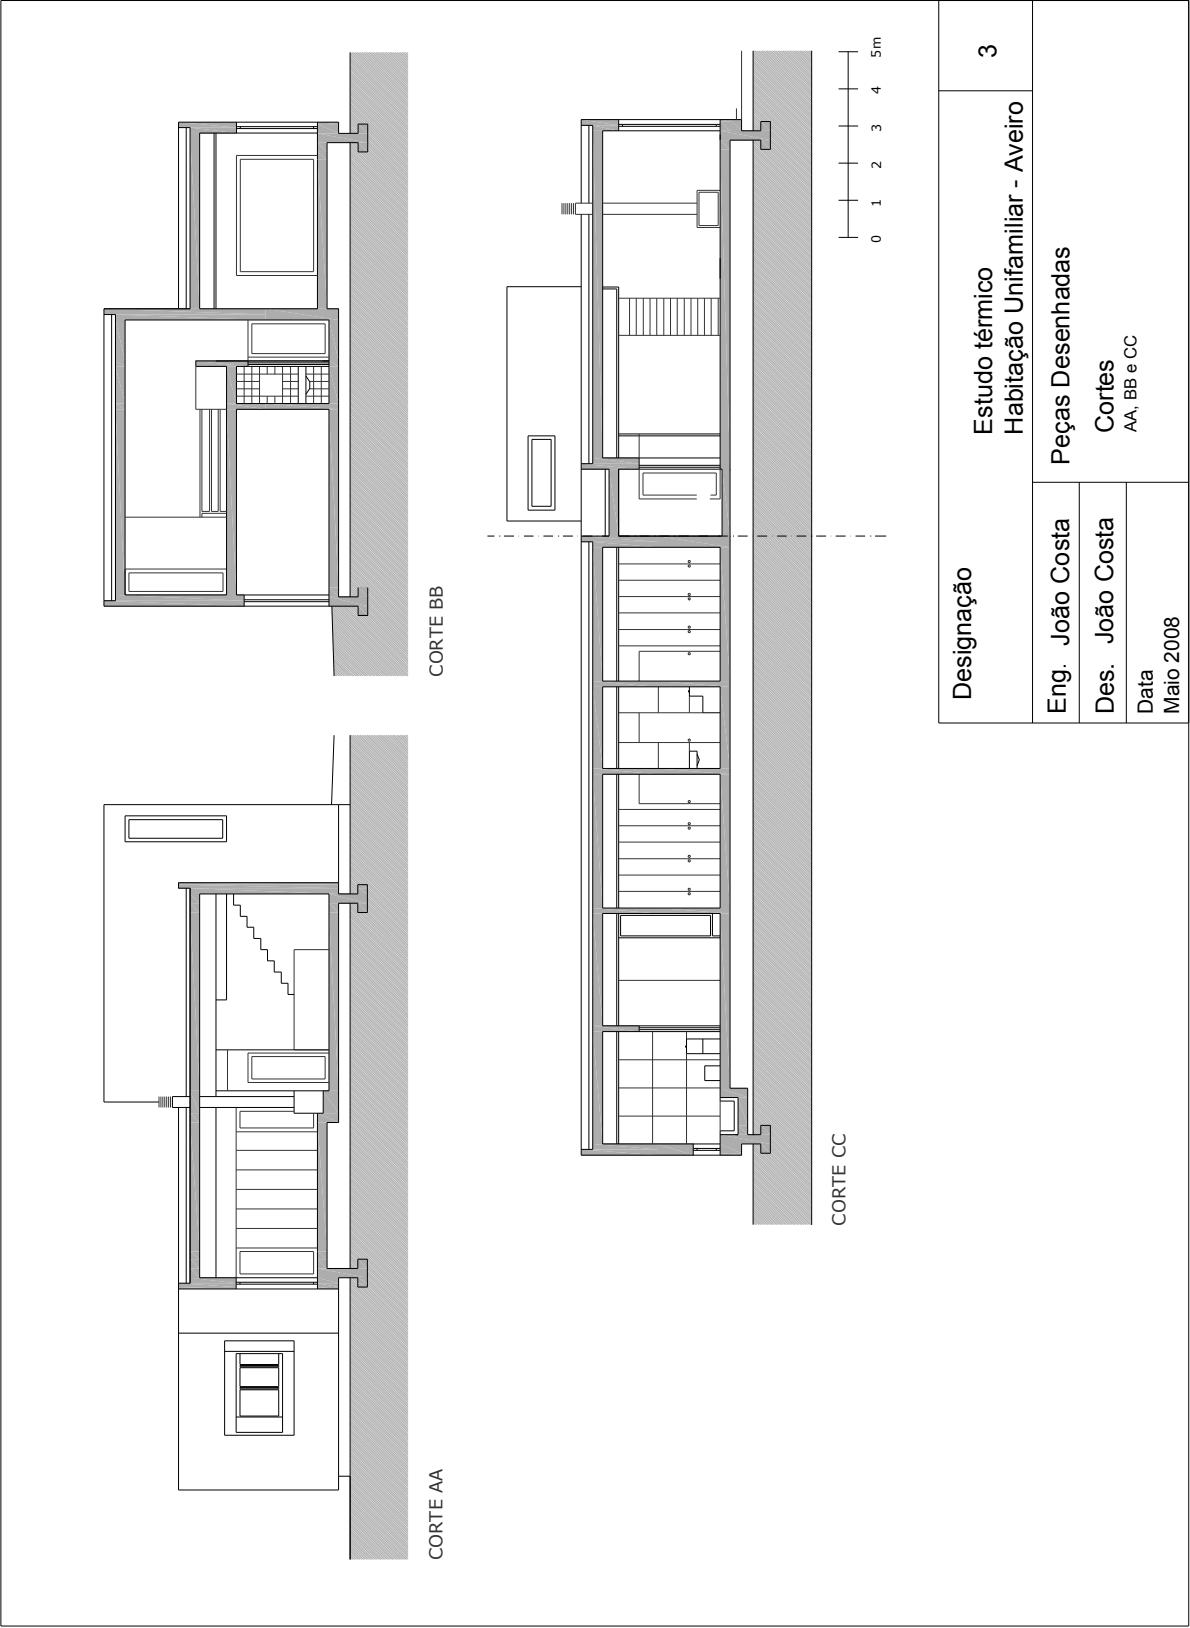 CORTE AA
CORTE BB
CORTE CC
0 1 2 3 4 5m
Designação
3
Estudo térmico
Habitação Unifamiliar - Aveiro
Eng. João Costa
Des. João Costa
Data
Maio 2008
Peças Desenhadas
Cortes
AA, BB e CC